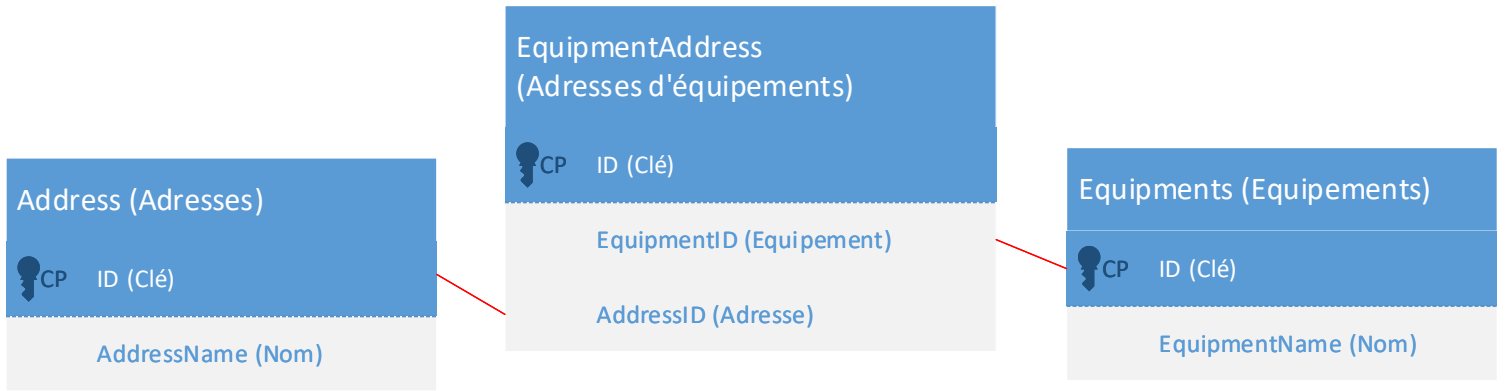 Address (Adresses)
CP ID (Clé)
AddressName (Nom)
EquipmentAddress
(Adresses d'équipements)
CP ID (Clé)
EquipmentID (Equipement)
AddressID (Adresse)
Equipments (Equipements)
CP ID (Clé)
EquipmentName (Nom)